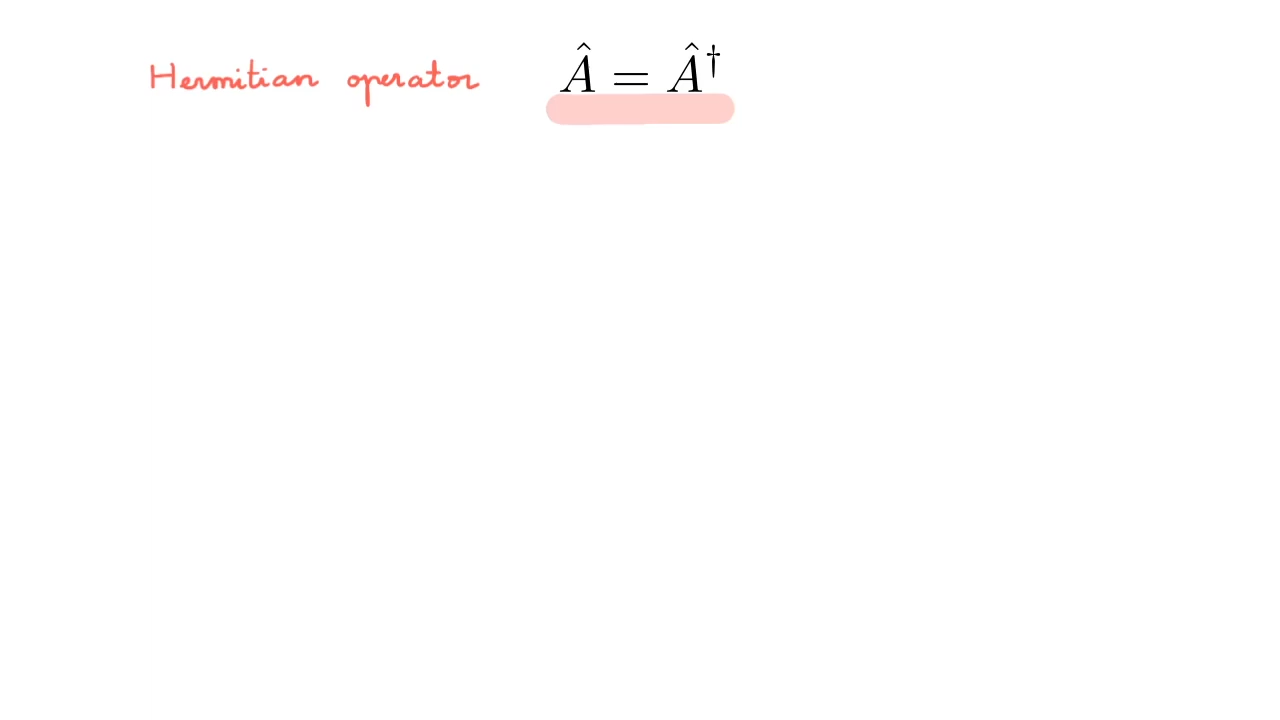 Hermitian operator Â = Â†